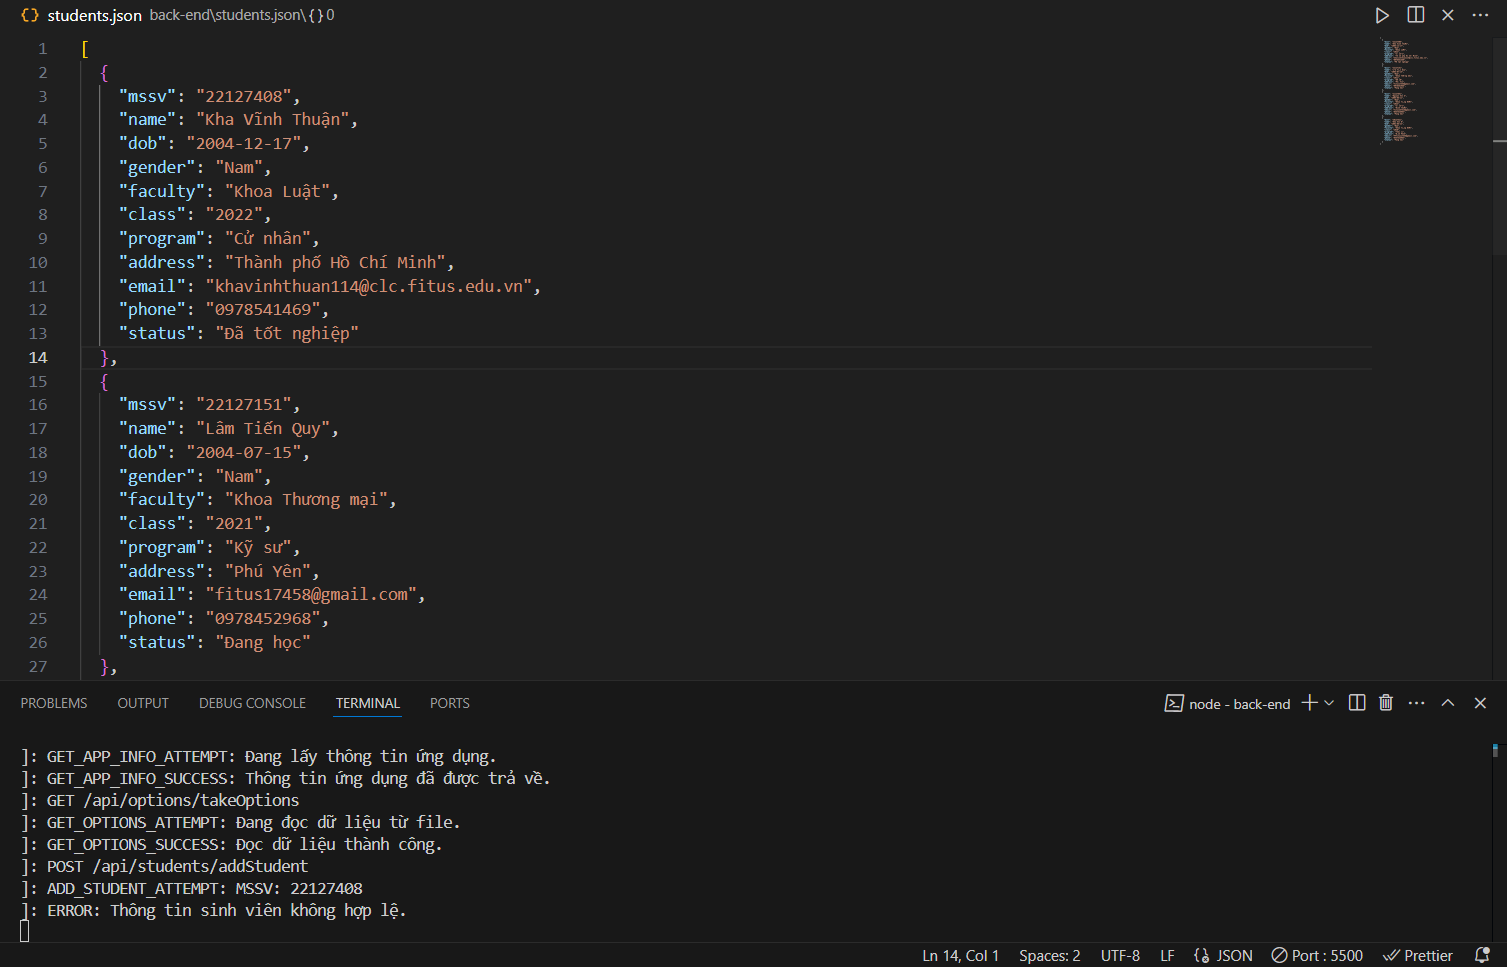 {} students.json back-end\students.json\{} 0
1 [
2 {
3 "mssv": "22127408",
4 "name": "Kha Vĩnh Thuận",
5 "dob": "2004-12-17",
6 "gender": "Nam",
7 "faculty": "Khoa Luật",
8 "class": "2022",
9 "program": "Cử nhân",
10 "address": "Thành phố Hồ Chí Minh",
11 "email": "khavinhthuan114@clc.fitus.edu.vn",
12 "phone": "0978541469",
13 "status": "Đã tốt nghiệp"
14 },
15 {
16 "mssv": "22127151",
17 "name": "Lâm Tiến Quy",
18 "dob": "2004-07-15",
19 "gender": "Nam",
20 "faculty": "Khoa Thương mại",
21 "class": "2021",
22 "program": "Kỹ sư",
23 "address": "Phú Yên",
24 "email": "fitus17458@gmail.com",
25 "phone": "0978452968",
26 "status": "Đang học"
27 },
PROBLEMS OUTPUT DEBUG CONSOLE TERMINAL PORTS node - back-end
]: GET_APP_INFO_ATTEMPT: Đang lấy thông tin ứng dụng.
]: GET_APP_INFO_SUCCESS: Thông tin ứng dụng đã được trả về.
]: GET /api/options/takeOptions
]: GET_OPTIONS_ATTEMPT: Đang đọc dữ liệu từ file.
]: GET_OPTIONS_SUCCESS: Đọc dữ liệu thành công.
]: POST /api/students/addStudent
]: ADD_STUDENT_ATTEMPT: MSSV: 22127408
]: ERROR: Thông tin sinh viên không hợp lệ.
Ln 14, Col 1 Spaces: 2 UTF-8 LF JSON Port : 5500 Prettier